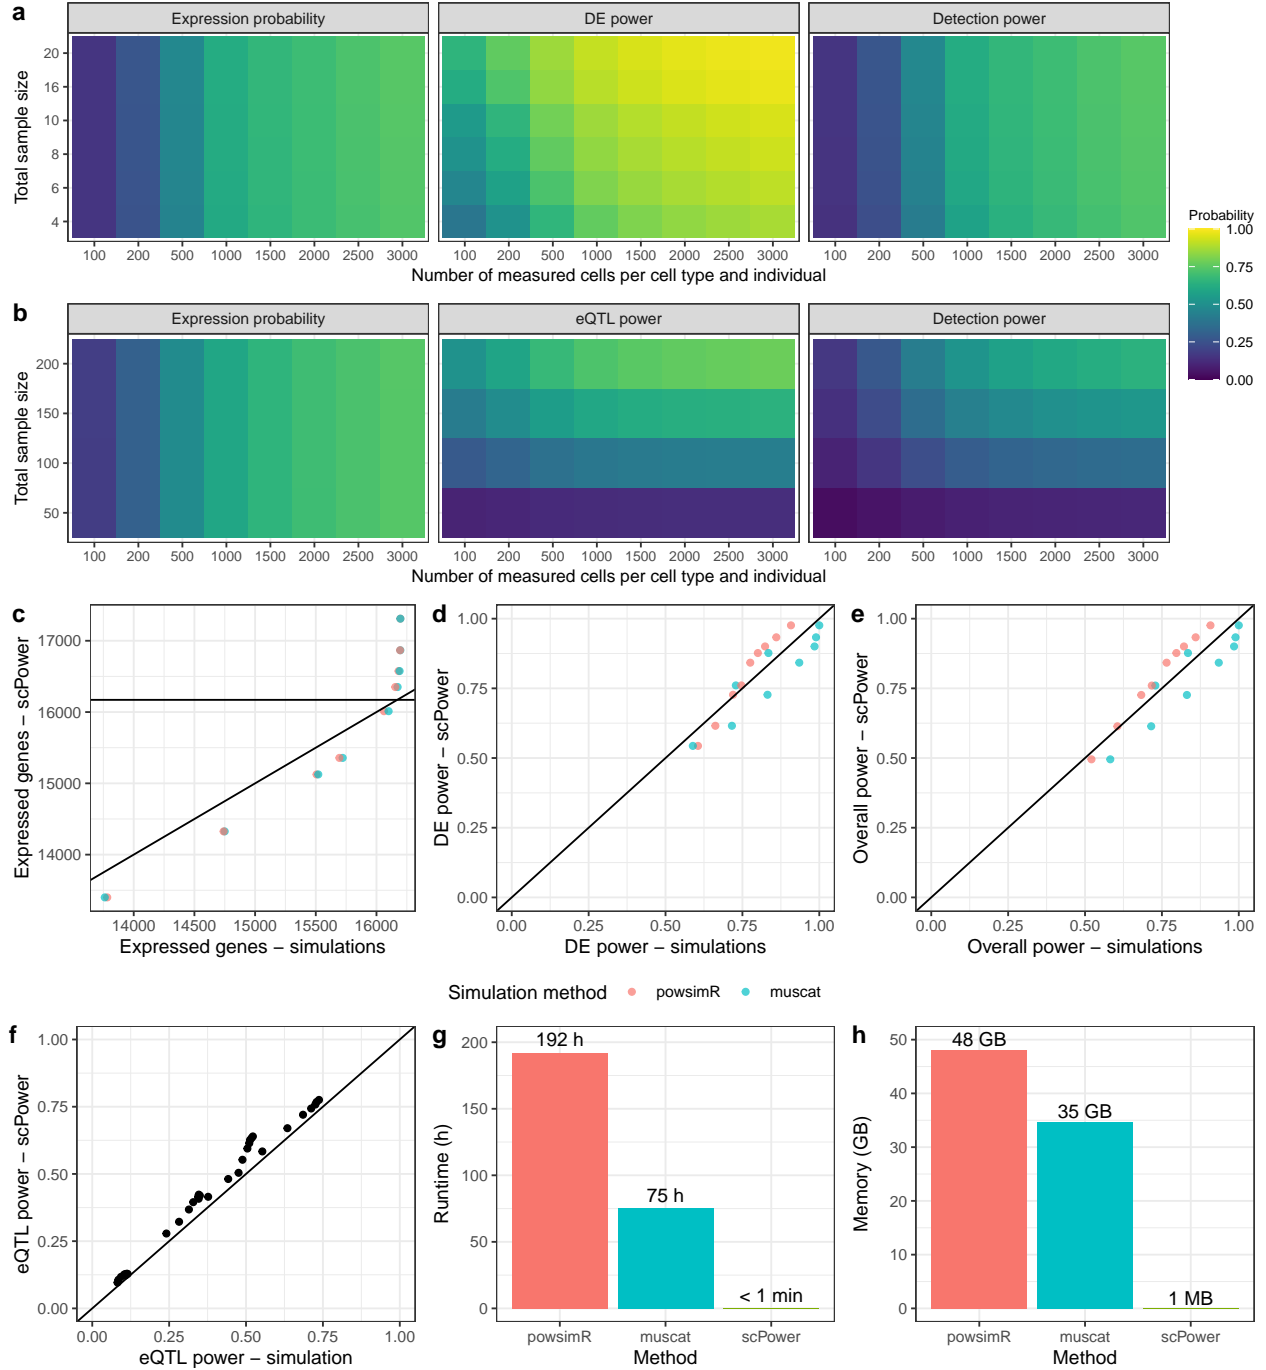 a
Expression probability DE power Detection power
Total sample size
20
16
10
8
6
4
100 200 500 1000 1500 2000 2500 3000 100 200 500 1000 1500 2000 2500 3000 100 200 500 1000 1500 2000 2500 3000
Number of measured cells per cell type and individual
Probability
1.00
0.75
0.50
0.25
0.00
b
Expression probability eQTL power Detection power
Total sample size
200
150
100
50
100 200 500 1000 1500 2000 2500 3000 100 200 500 1000 1500 2000 2500 3000 100 200 500 1000 1500 2000 2500 3000
Number of measured cells per cell type and individual
c
Expressed genes − scPower
17000
16000
15000
14000
14000 14500 15000 15500 16000
Expressed genes − simulations
d
DE power − scPower
1.00
0.75
0.50
0.25
0.00
0.00 0.25 0.50 0.75 1.00
DE power − simulations
e
Overall power − scPower
1.00
0.75
0.50
0.25
0.00
0.00 0.25 0.50 0.75 1.00
Overall power − simulations
Simulation method powsimR muscat
f
eQTL power − scPower
1.00
0.75
0.50
0.25
0.00
0.00 0.25 0.50 0.75 1.00
eQTL power − simulation
g
Runtime (h)
200
150
100
50
0
192 h
75 h
< 1 min
powsimR muscat scPower
Method
h
Memory (GB)
50
40
30
20
10
0
48 GB
35 GB
1 MB
powsimR muscat scPower
Method